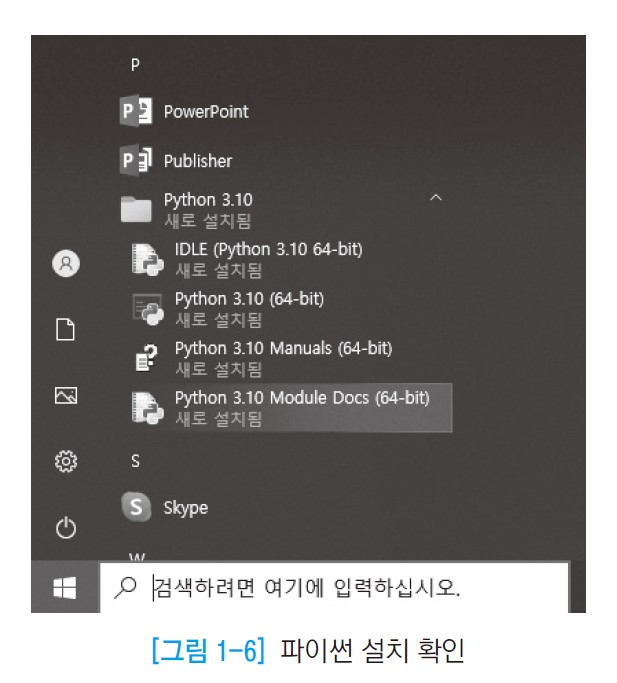 P
PowerPoint
Publisher
Python 3.10
새로 설치됨
IDLE (Python 3.10 64-bit)
새로 설치됨
Python 3.10 (64-bit)
새로 설치됨
Python 3.10 Manuals (64-bit)
새로 설치됨
Python 3.10 Module Docs (64-bit)
새로 설치됨
S
Skype
W
검색하려면 여기에 입력하십시오.
[그림 1-6] 파이썬 설치 확인